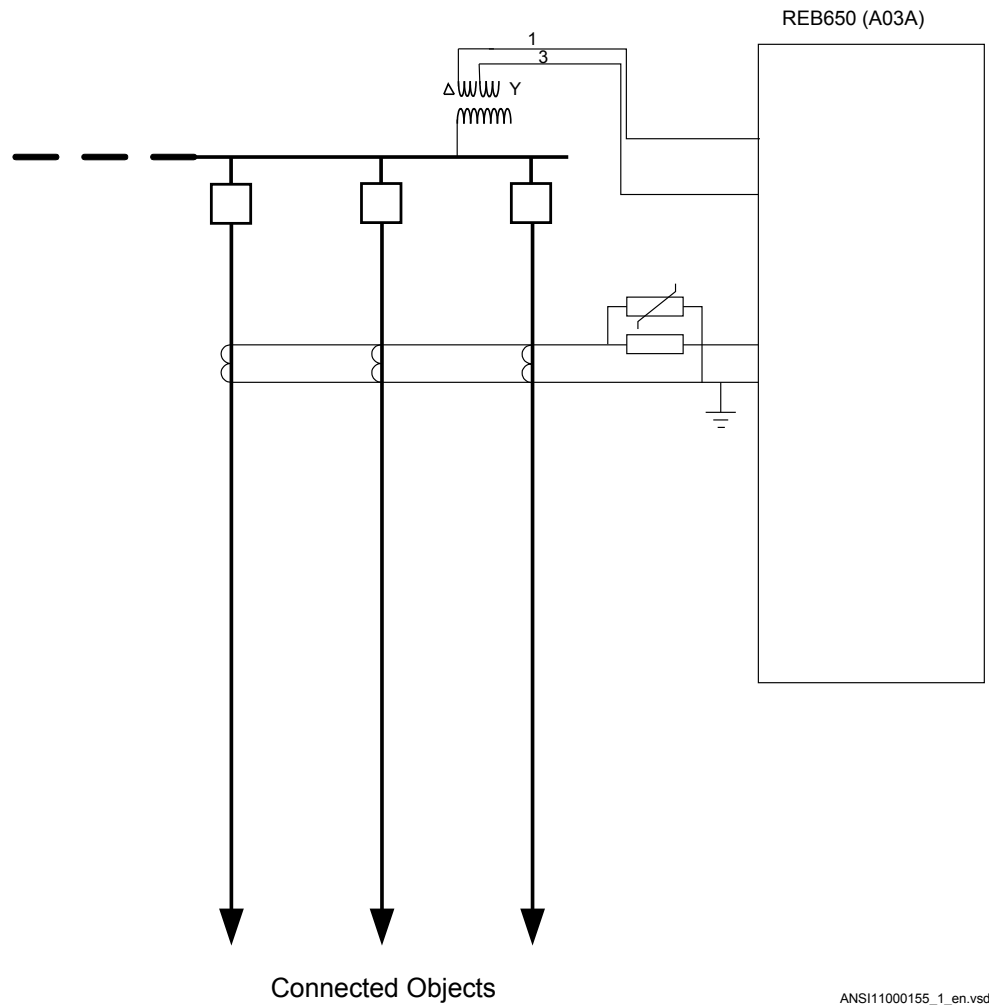 REB650 (A03A)
1
3
Δ Y
Connected Objects
ANSI11000155_1_en.vsd